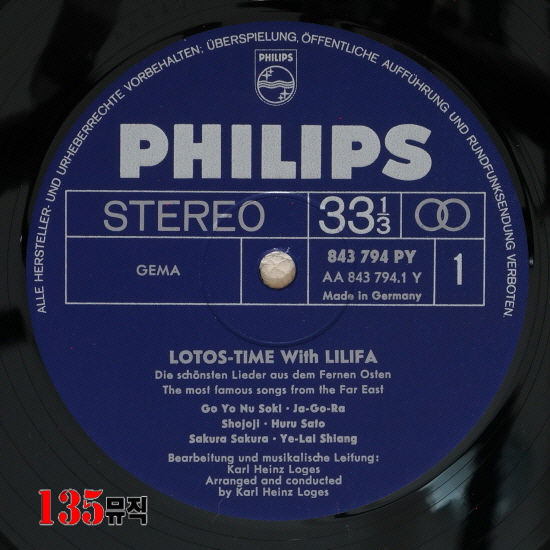 ALLE HERSTELLER- UND URHEBERRECHTE VORBEHALTEN; ÜBERSPIELUNG, ÖFFENTLICHE AUFFÜHRUNG UND RUNDFUNKSENDUNG VERBOTEN.
PHILIPS
PHILIPS
STEREO
33 1/3
GEMA
843 794 PY
AA 843 794.1 Y
Made in Germany
1
LOTOS-TIME With LILIFA
Die schönsten Lieder aus dem Fernen Osten
The most famous songs from the Far East
Go Yo Nu Soki · Ja-Go-Ra
Shojoji · Huru Sato
Sakura Sakura · Ye-Lai Shiang
Bearbeitung und musikalische Leitung:
Karl Heinz Loges
Arranged and conducted
by Karl Heinz Loges
135뮤직